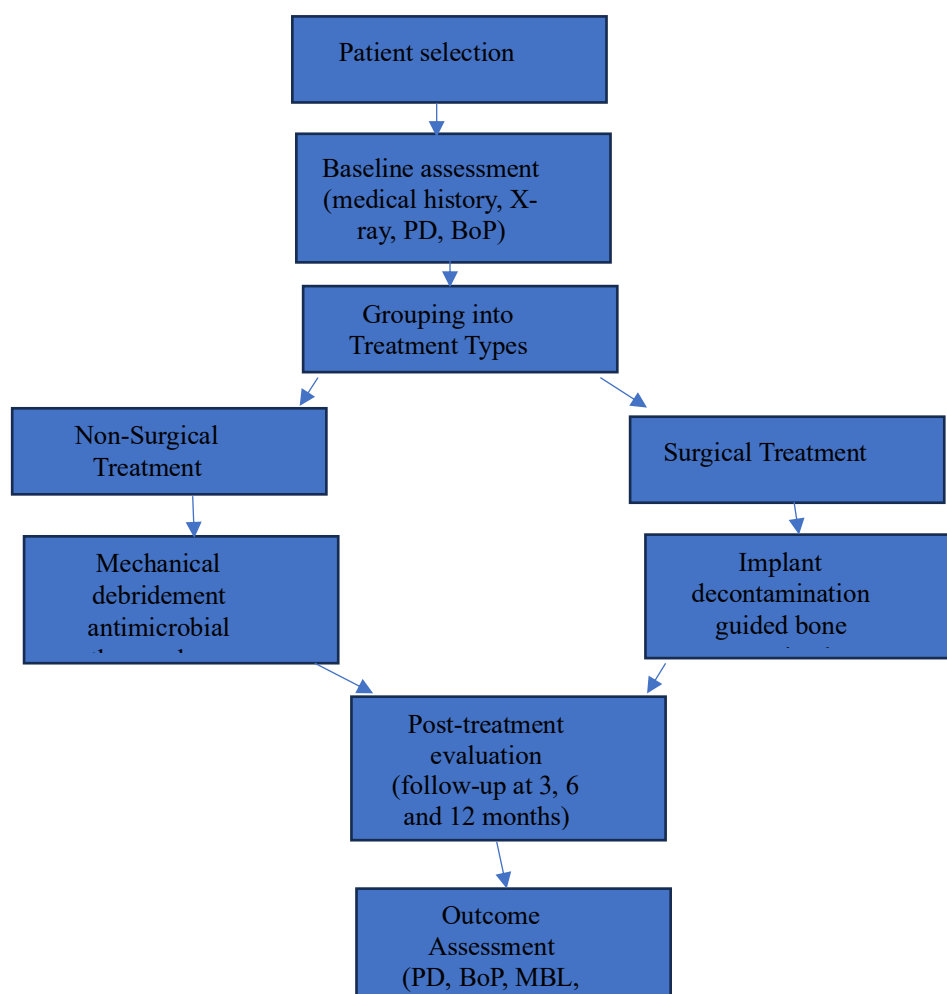 Patient selection
Baseline assessment
(medical history, X-
ray, PD, BoP)
Grouping into
Treatment Types
Non-Surgical
Treatment
Surgical Treatment
Mechanical
debridement
antimicrobial
Implant
decontamination
guided bone
Post-treatment
evaluation
(follow-up at 3, 6
and 12 months)
Outcome
Assessment
(PD, BoP, MBL,